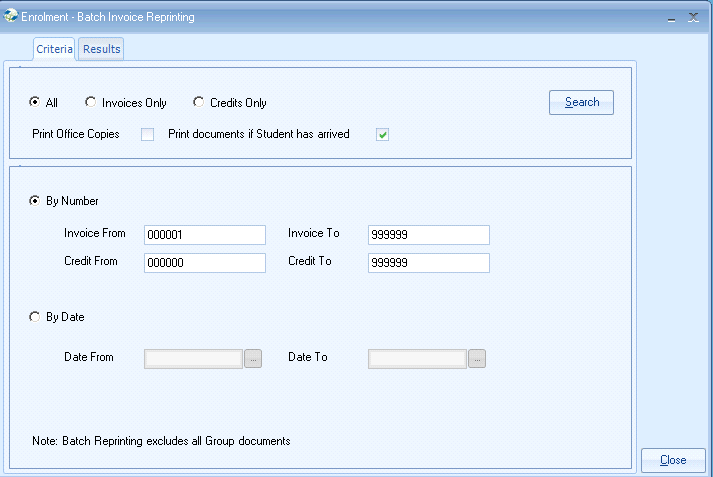 Enrolment - Batch Invoice Reprinting
Criteria Results
All Invoices Only Credits Only Search
Print Office Copies Print documents if Student has arrived
By Number
Invoice From 000001 Invoice To 999999
Credit From 000000 Credit To 999999
By Date
Date From ... Date To ...
Note: Batch Reprinting excludes all Group documents
Close